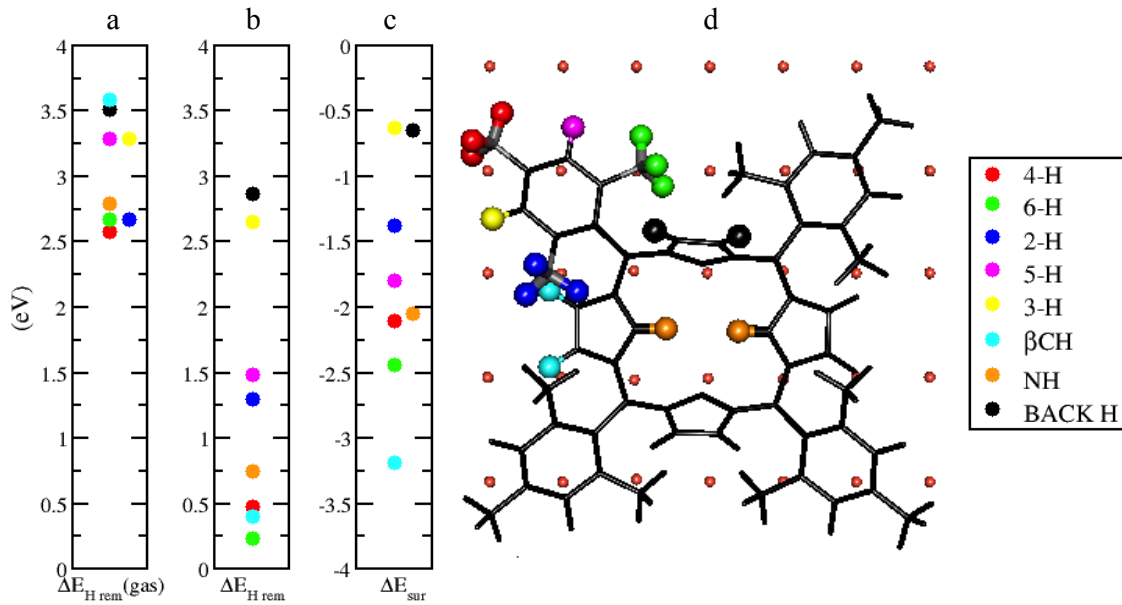 a
b
c
d
(eV)
4
3.5
3
2.5
2
1.5
1
0.5
0
ΔE_H rem(gas)
4
3.5
3
2.5
2
1.5
1
0.5
0
ΔE_H rem
0
-0.5
-1
-1.5
-2
-2.5
-3
-3.5
-4
ΔE_sur
4-H
6-H
2-H
5-H
3-H
βCH
NH
BACK H